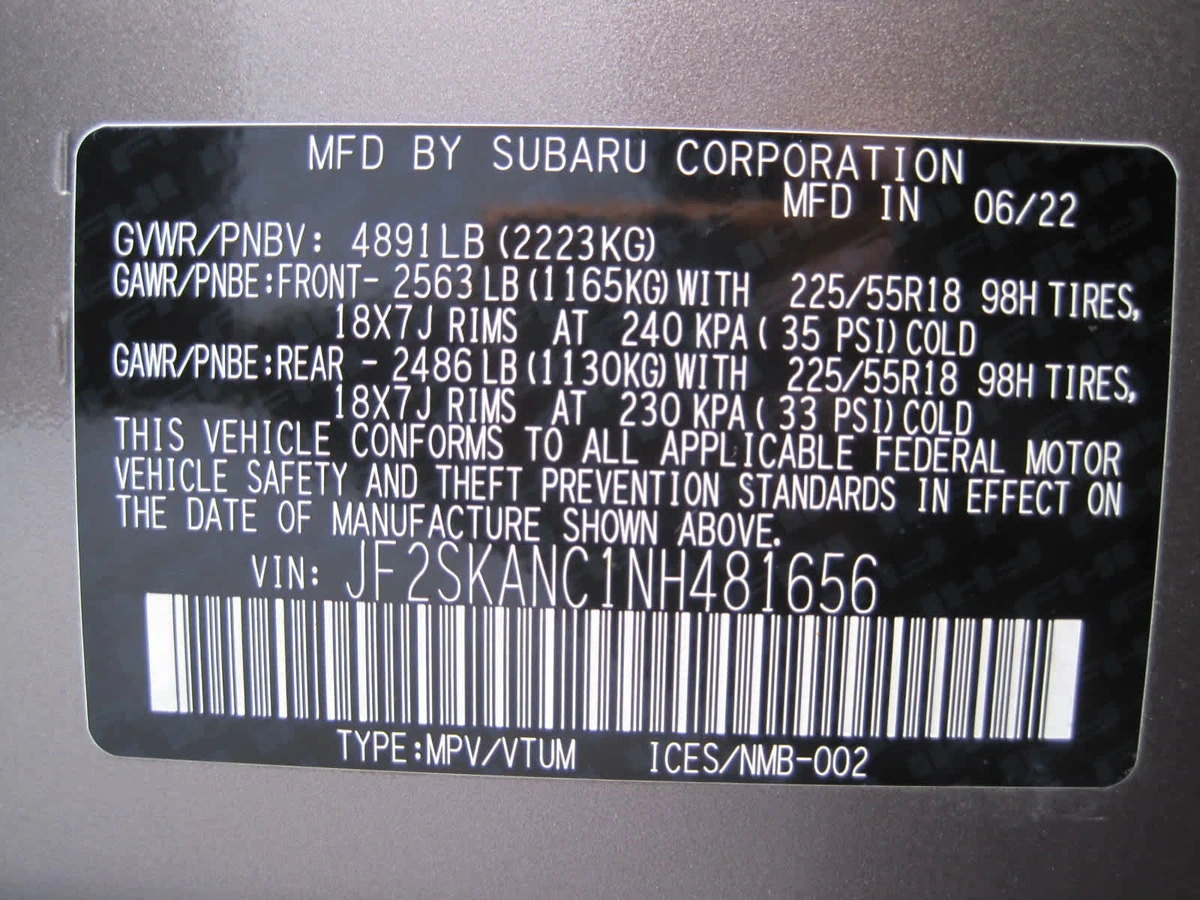 MFD BY SUBARU CORPORATION
MFD IN 06/22
GVWR/PNBV: 4891LB (2223KG)
GAWR/PNBE:FRONT- 2563 LB (1165KG) WITH 225/55R18 98H TIRES,
18X7J RIMS AT 240 KPA ( 35 PSI) COLD
GAWR/PNBE:REAR - 2486 LB (1130KG) WITH 225/55R18 98H TIRES,
18X7J RIMS AT 230 KPA ( 33 PSI) COLD
THIS VEHICLE CONFORMS TO ALL APPLICABLE FEDERAL MOTOR
VEHICLE SAFETY AND THEFT PREVENTION STANDARDS IN EFFECT ON
THE DATE OF MANUFACTURE SHOWN ABOVE.
VIN: JF2SKANC1NH481656
TYPE:MPV/VTUM ICES/NMB-002